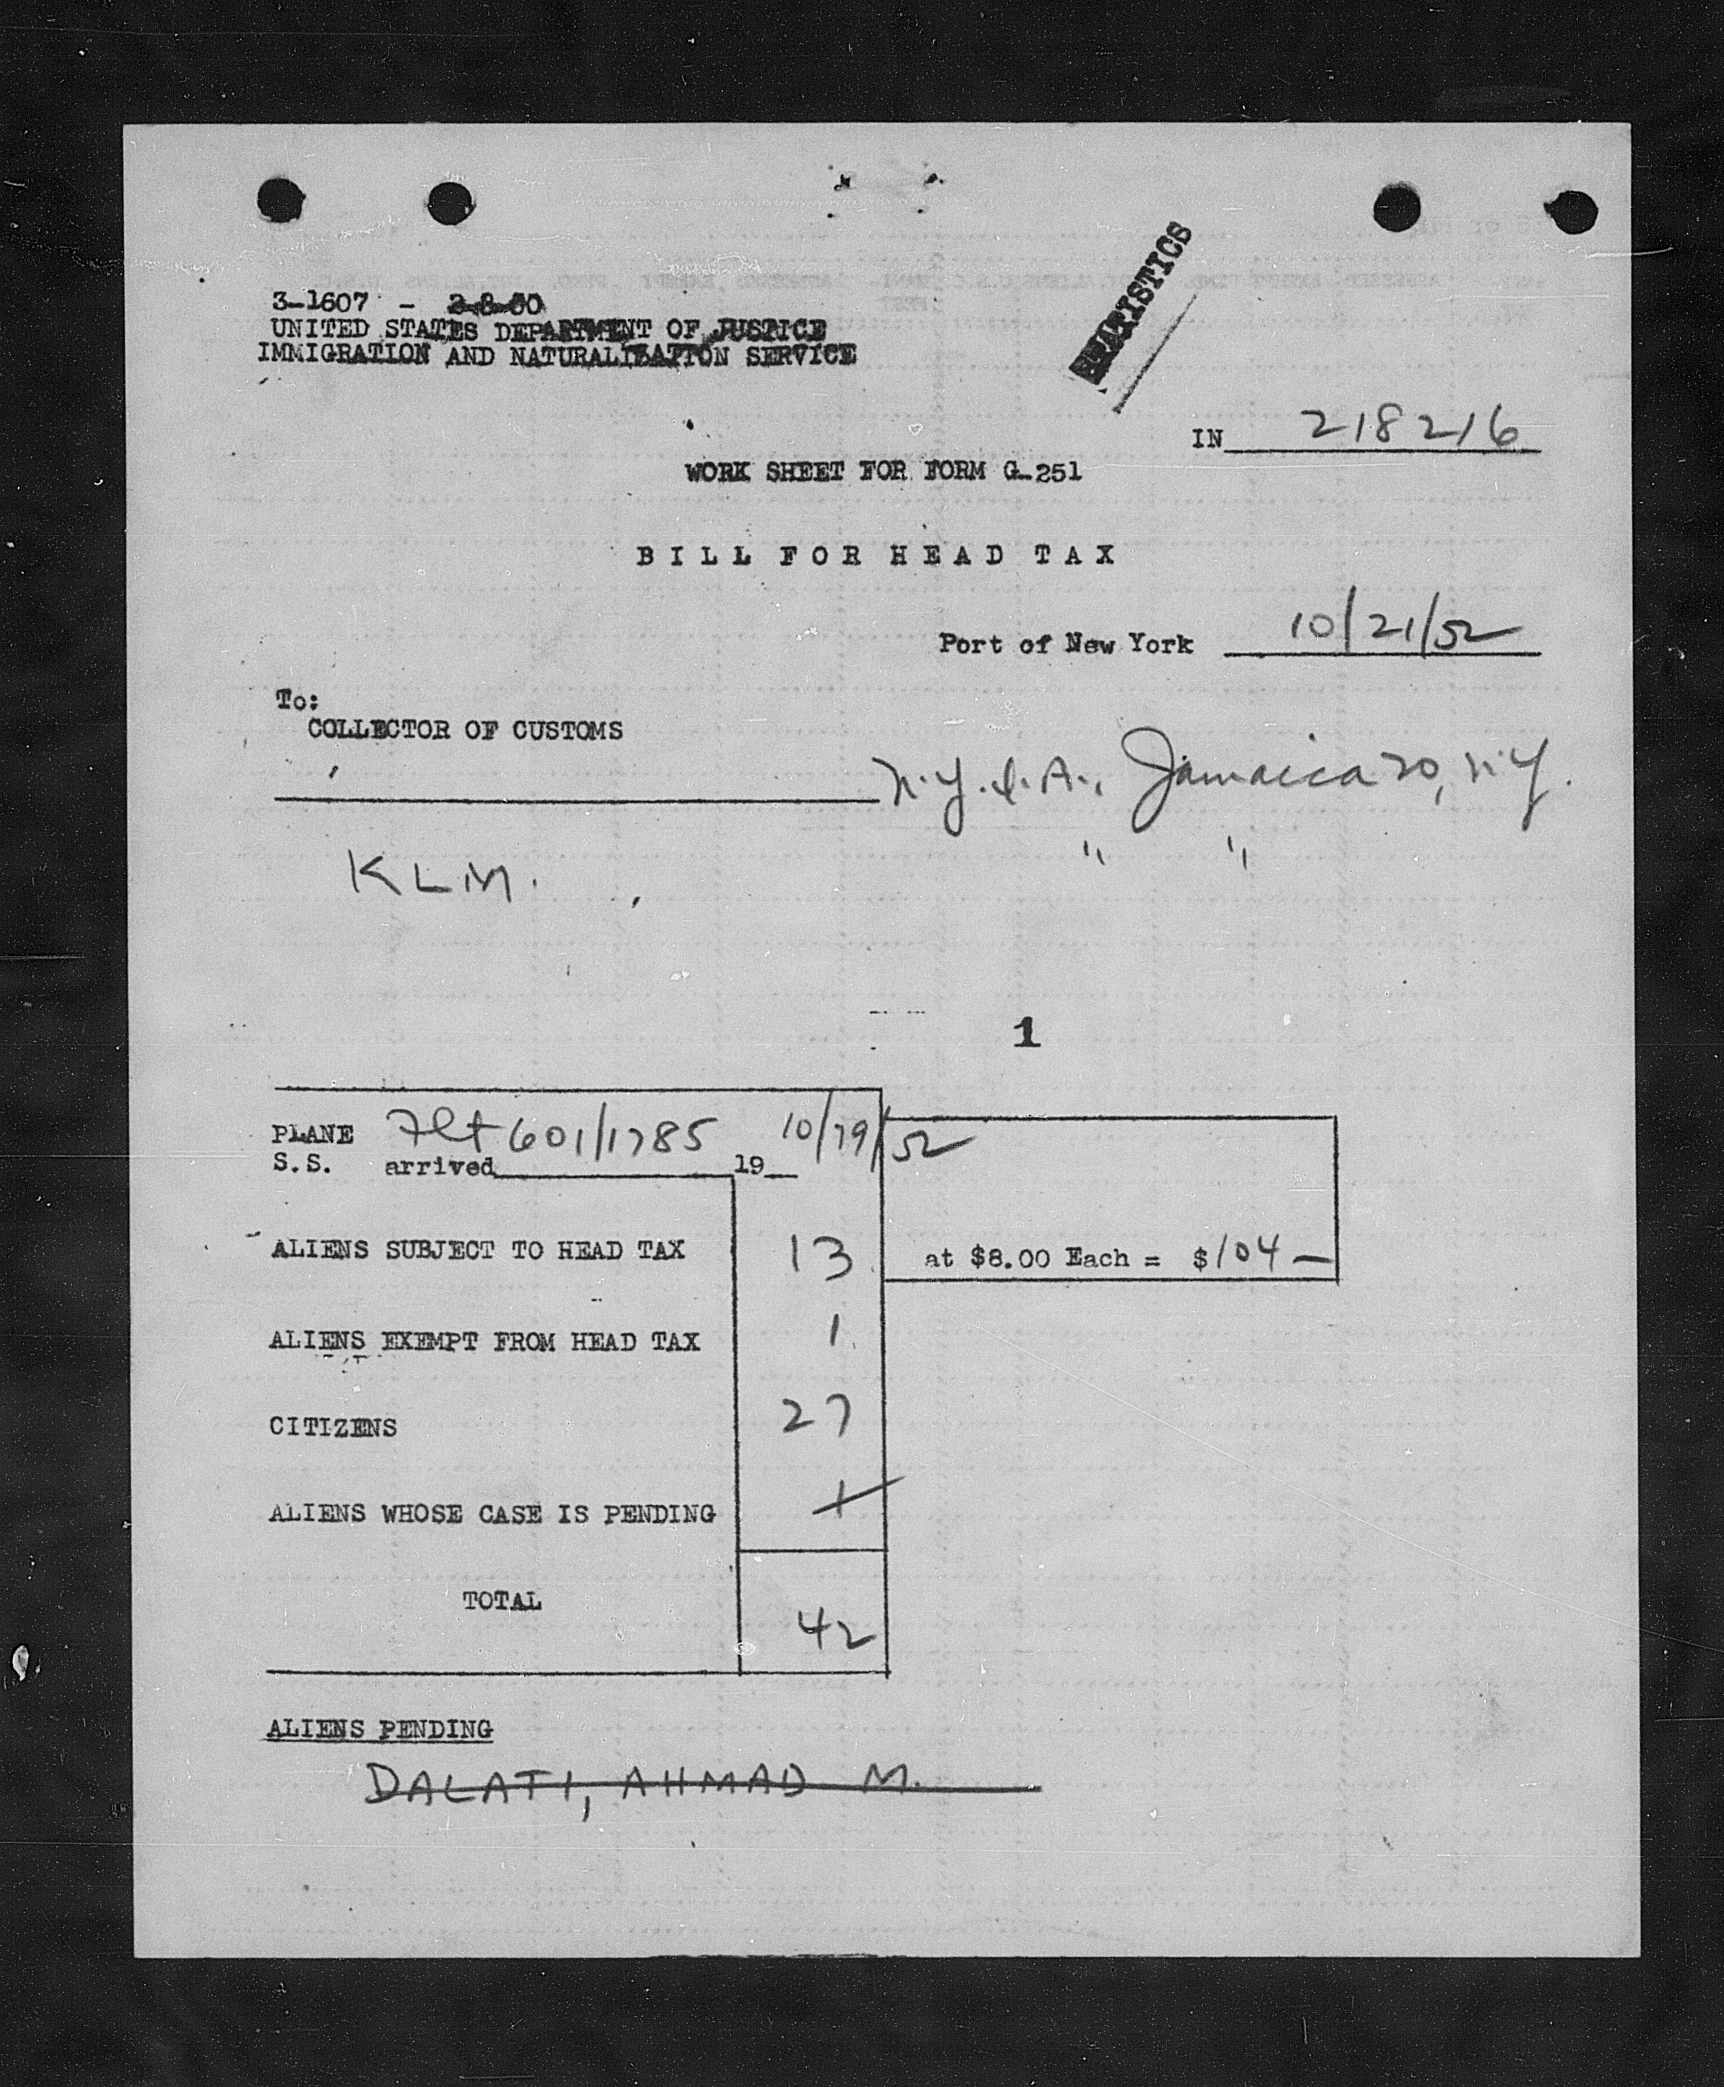 STATISTICS
3-1607 - 2-8-50
UNITED STATES DEPARTMENT OF JUSTICE
IMMIGRATION AND NATURALIZATION SERVICE
IN 218216
WORK SHEET FOR FORM G-251
BILL FOR HEAD TAX
Port of New York 10/21/52
To:
COLLECTOR OF CUSTOMS
N.Y.I.A., Jamaica 20, N.Y.
KLM. " "
1
PLANE Flt 601/1785 10/19/52
S.S. arrived 19
ALIENS SUBJECT TO HEAD TAX 13 at $8.00 Each = $104 —
ALIENS EXEMPT FROM HEAD TAX 1
CITIZENS 27
ALIENS WHOSE CASE IS PENDING 1
TOTAL 42
ALIENS PENDING
DALATI, AHMAD M.